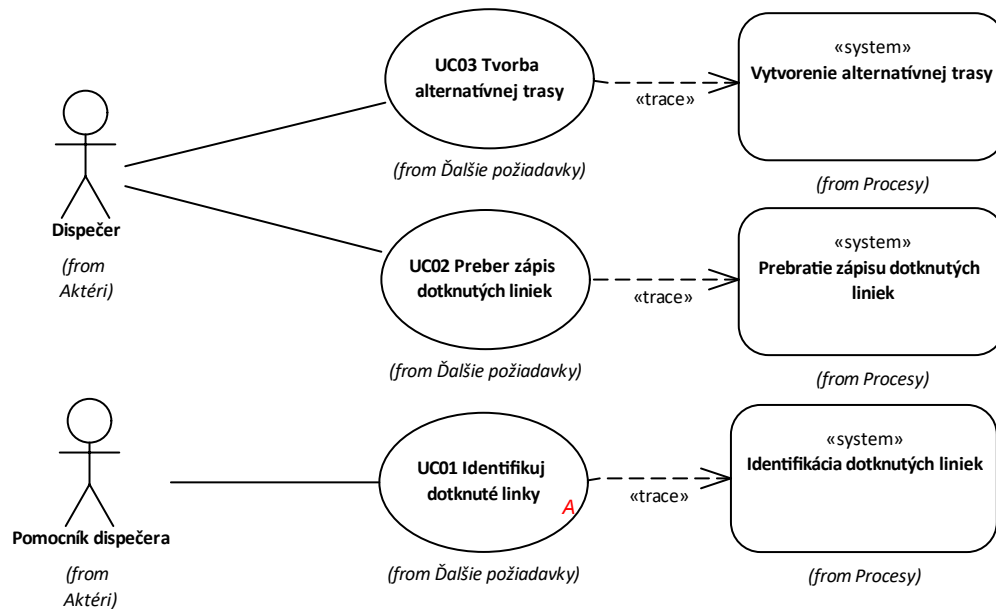 UC03 Tvorba
alternatívnej trasy
(from Ďalšie požiadavky)
«trace»
«system»
Vytvorenie alternatívnej trasy
(from Procesy)
Dispečer
(from
Aktéri)
UC02 Preber zápis
dotknutých liniek
(from Ďalšie požiadavky)
«trace»
«system»
Prebratie zápisu dotknutých
liniek
(from Procesy)
Pomocník dispečera
(from
Aktéri)
UC01 Identifikuj
dotknuté linky
A
(from Ďalšie požiadavky)
«trace»
«system»
Identifikácia dotknutých liniek
(from Procesy)